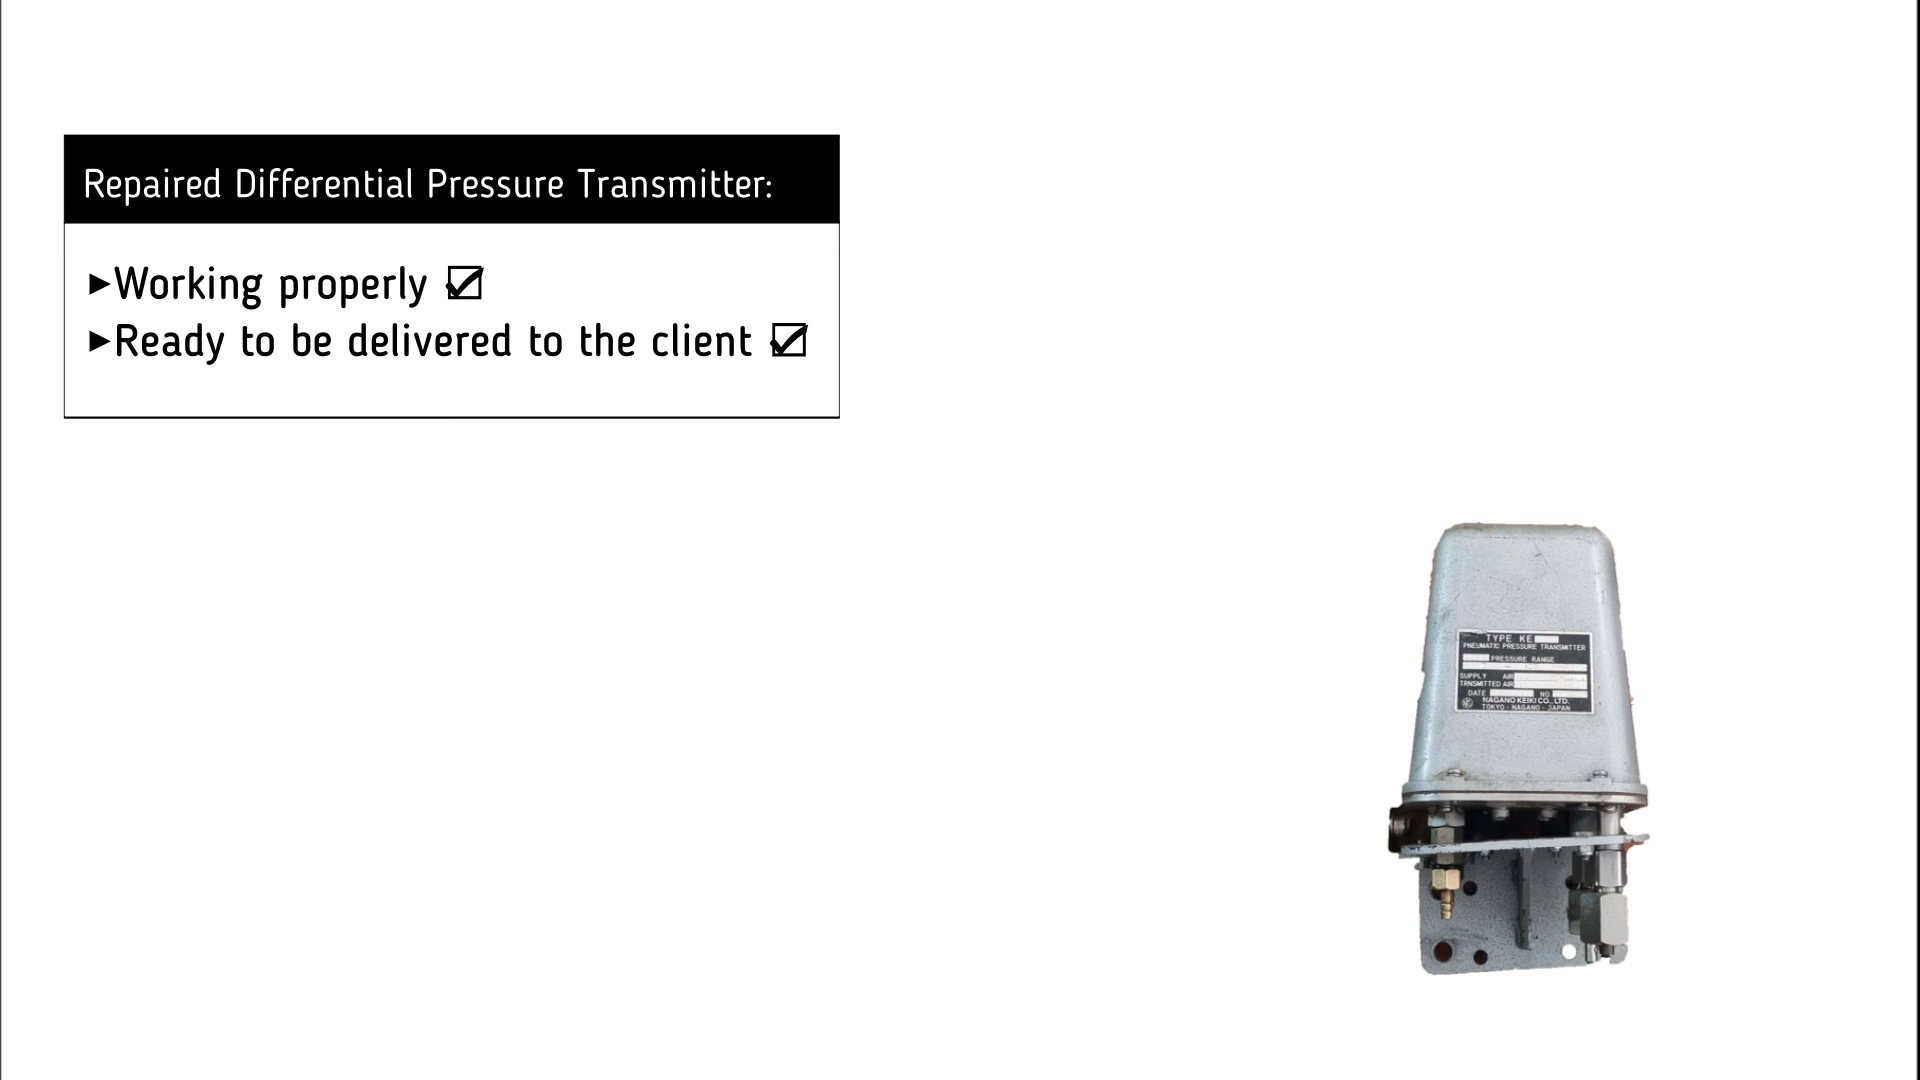 Repaired Differential Pressure Transmitter:
►Working properly ☑
►Ready to be delivered to the client ☑
TYPE KE
PNEUMATIC PRESSURE TRANSMITTER
PRESSURE RANGE
SUPPLY AIR
TRNSMITTED AIR
DATE NO
NAGANO KEIKI CO., LTD.
TOKYO - NAGANO - JAPAN